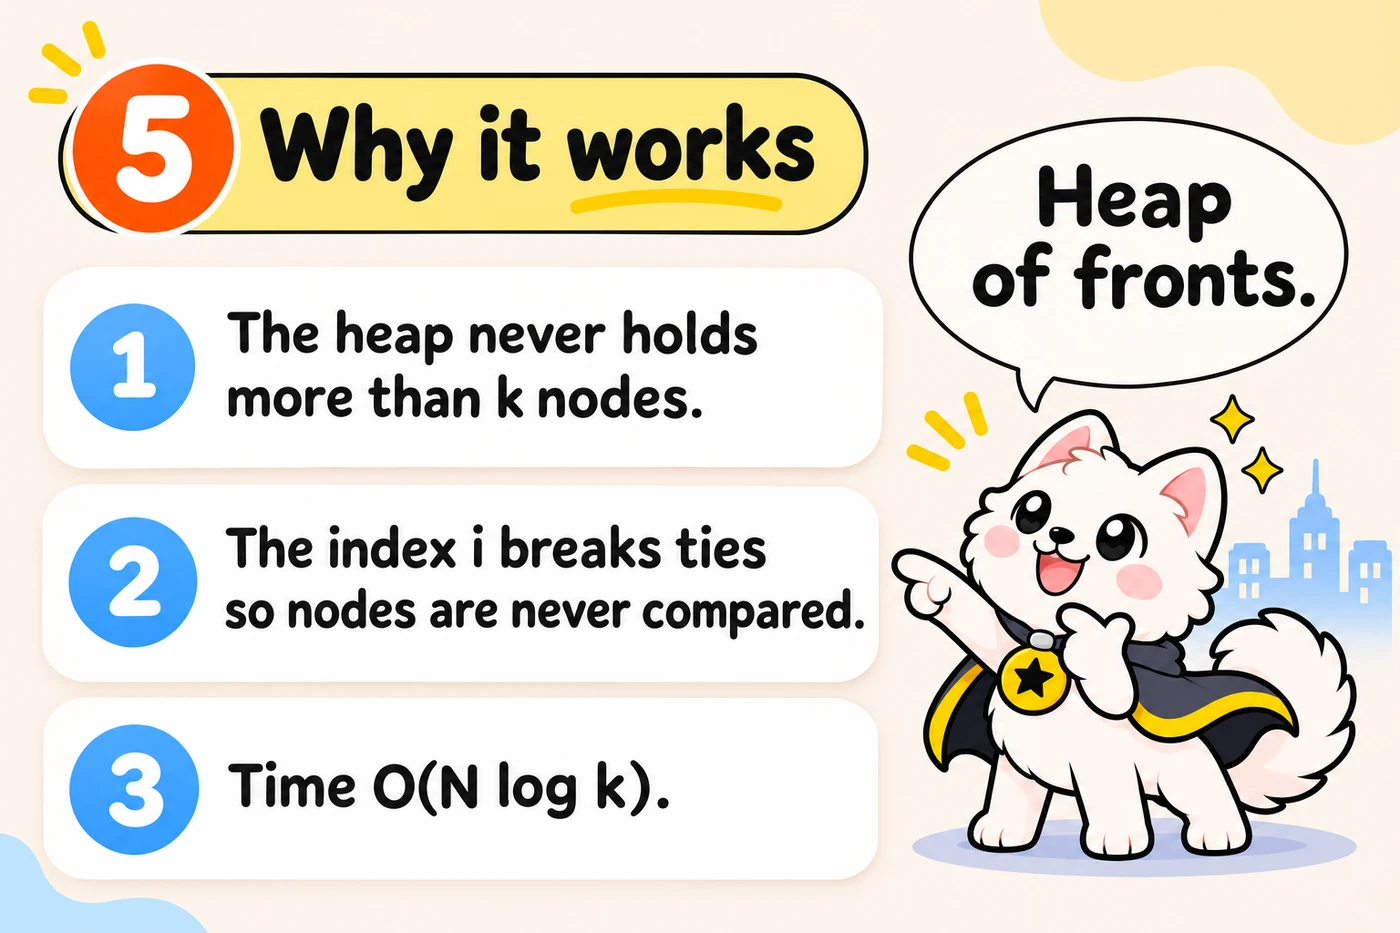 5
Why it works
1
The heap never holds
more than k nodes.
2
The index i breaks ties
so nodes are never compared.
3
Time O(N log k).
Heap
of fronts.